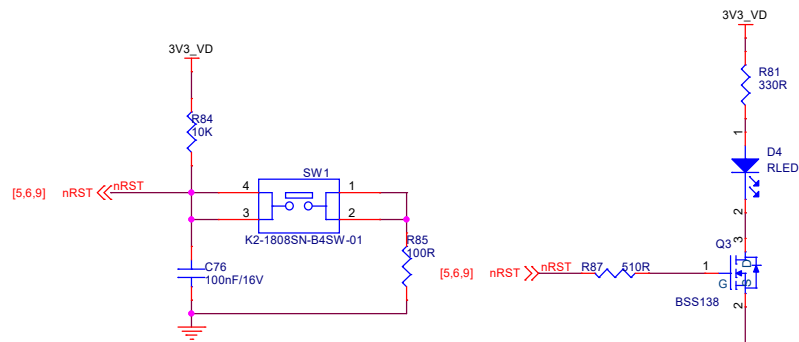 3V3_VD
R84
10K
SW1
4
1
[5,6,9]
nRST
nRST
3
2
K2-1808SN-B4SW-01
R85
100R
C76
100nF/16V
3V3_VD
R81
330R
1
D4
RLED
2
Q3
3
[5,6,9]
nRST
nRST
R87
510R
1
D
G
S
BSS138
2